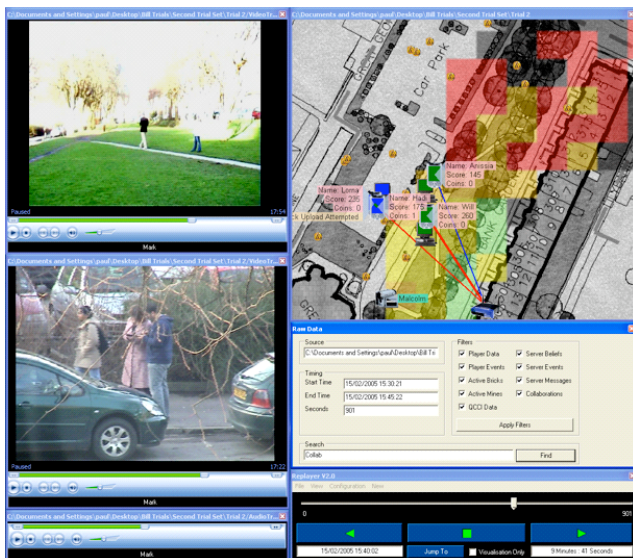 C:\Documents and Settings\paul\Desktop\Bill Trials\Second Trial Set\Trial 2/VideoTr...
Paused
17:54
Mark
C:\Documents and Settings\paul\Desktop\Bill Trials\Second Trial Set\Trial 2/VideoTr...
Paused
17:22
Mark
C:\Documents and Settings\paul\Desktop\Bill Trials\Second Trial Set\Trial 2/AudioTr...
Mark
C:\Documents and Settings\paul\Desktop\Bill Trials\Second Trial Set\Trial 2
Car Park
Name: Anissia
Score: 145
Coins: 0
Name: Lorna
Score: 235
Coins: 0
ck Upload Attempted
Name: Hadi
Score: 175
Coins: 1
Name: Will
Score: 260
Coins: 0
Malcolm
Raw Data
Source
C:\Documents and Settings\paul\Desktop\Bill Tri
Timing
Start Time
15/02/2005 15:30:21
End Time
15/02/2005 15:45:22
Seconds
901
Filters
Player Data
Server Beliefs
Player Events
Server Events
Active Bricks
Server Messages
Active Mines
Collaborations
QCCI Data
Apply Filters
Search
Collab
Find
Replayer V2.0
File View Configuration New
0
901
15/02/2005 15:40:02
Jump To
Visualisation Only
9 Minutes : 41 Seconds